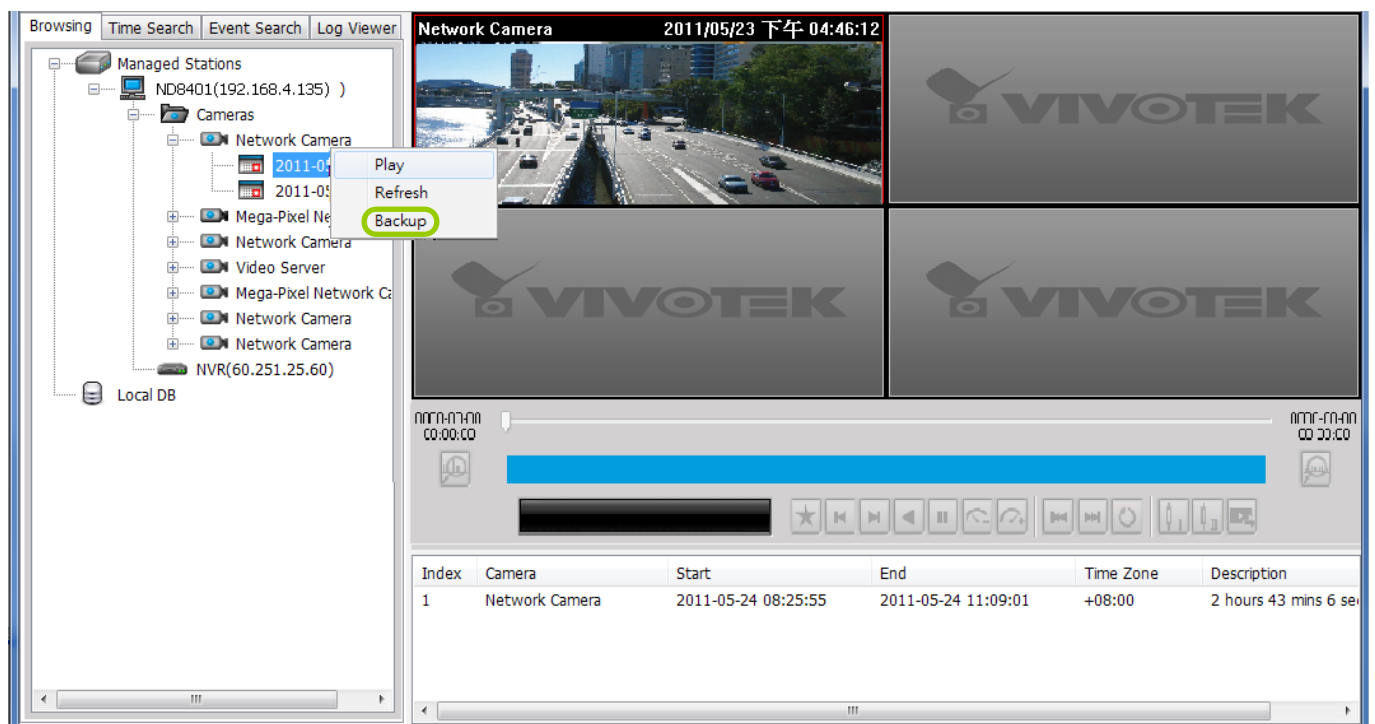 Browsing Time Search Event Search Log Viewer
Managed Stations
ND8401(192.168.4.135) )
Cameras
Network Camera
2011-05
2011-05
Mega-Pixel Ne
Network Camera
Video Server
Mega-Pixel Network Ca
Network Camera
Network Camera
NVR(60.251.25.60)
Local DB
Play
Refresh
Backup
Network Camera 2011/05/23 下午 04:46:12
VIVOTEK
VIVOTEK
VIVOTEK
00:00:00
Index Camera Start End Time Zone Description
1 Network Camera 2011-05-24 08:25:55 2011-05-24 11:09:01 +08:00 2 hours 43 mins 6 sec